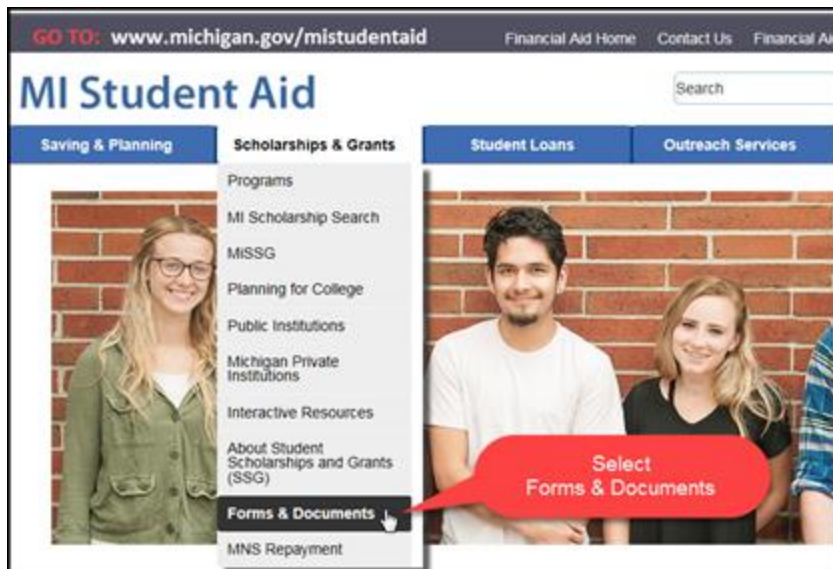 GO TO: www.michigan.gov/mistudentaid Financial Aid Home Contact Us Financial
MI Student Aid
Search
Saving & Planning Scholarships & Grants Student Loans Outreach Services
Programs
MI Scholarship Search
MiSSG
Planning for College
Public Institutions
Michigan Private
Institutions
Interactive Resources
About Student
Scholarships and Grants
(SSG)
Select
Forms & Documents
Forms & Documents
MNS Repayment